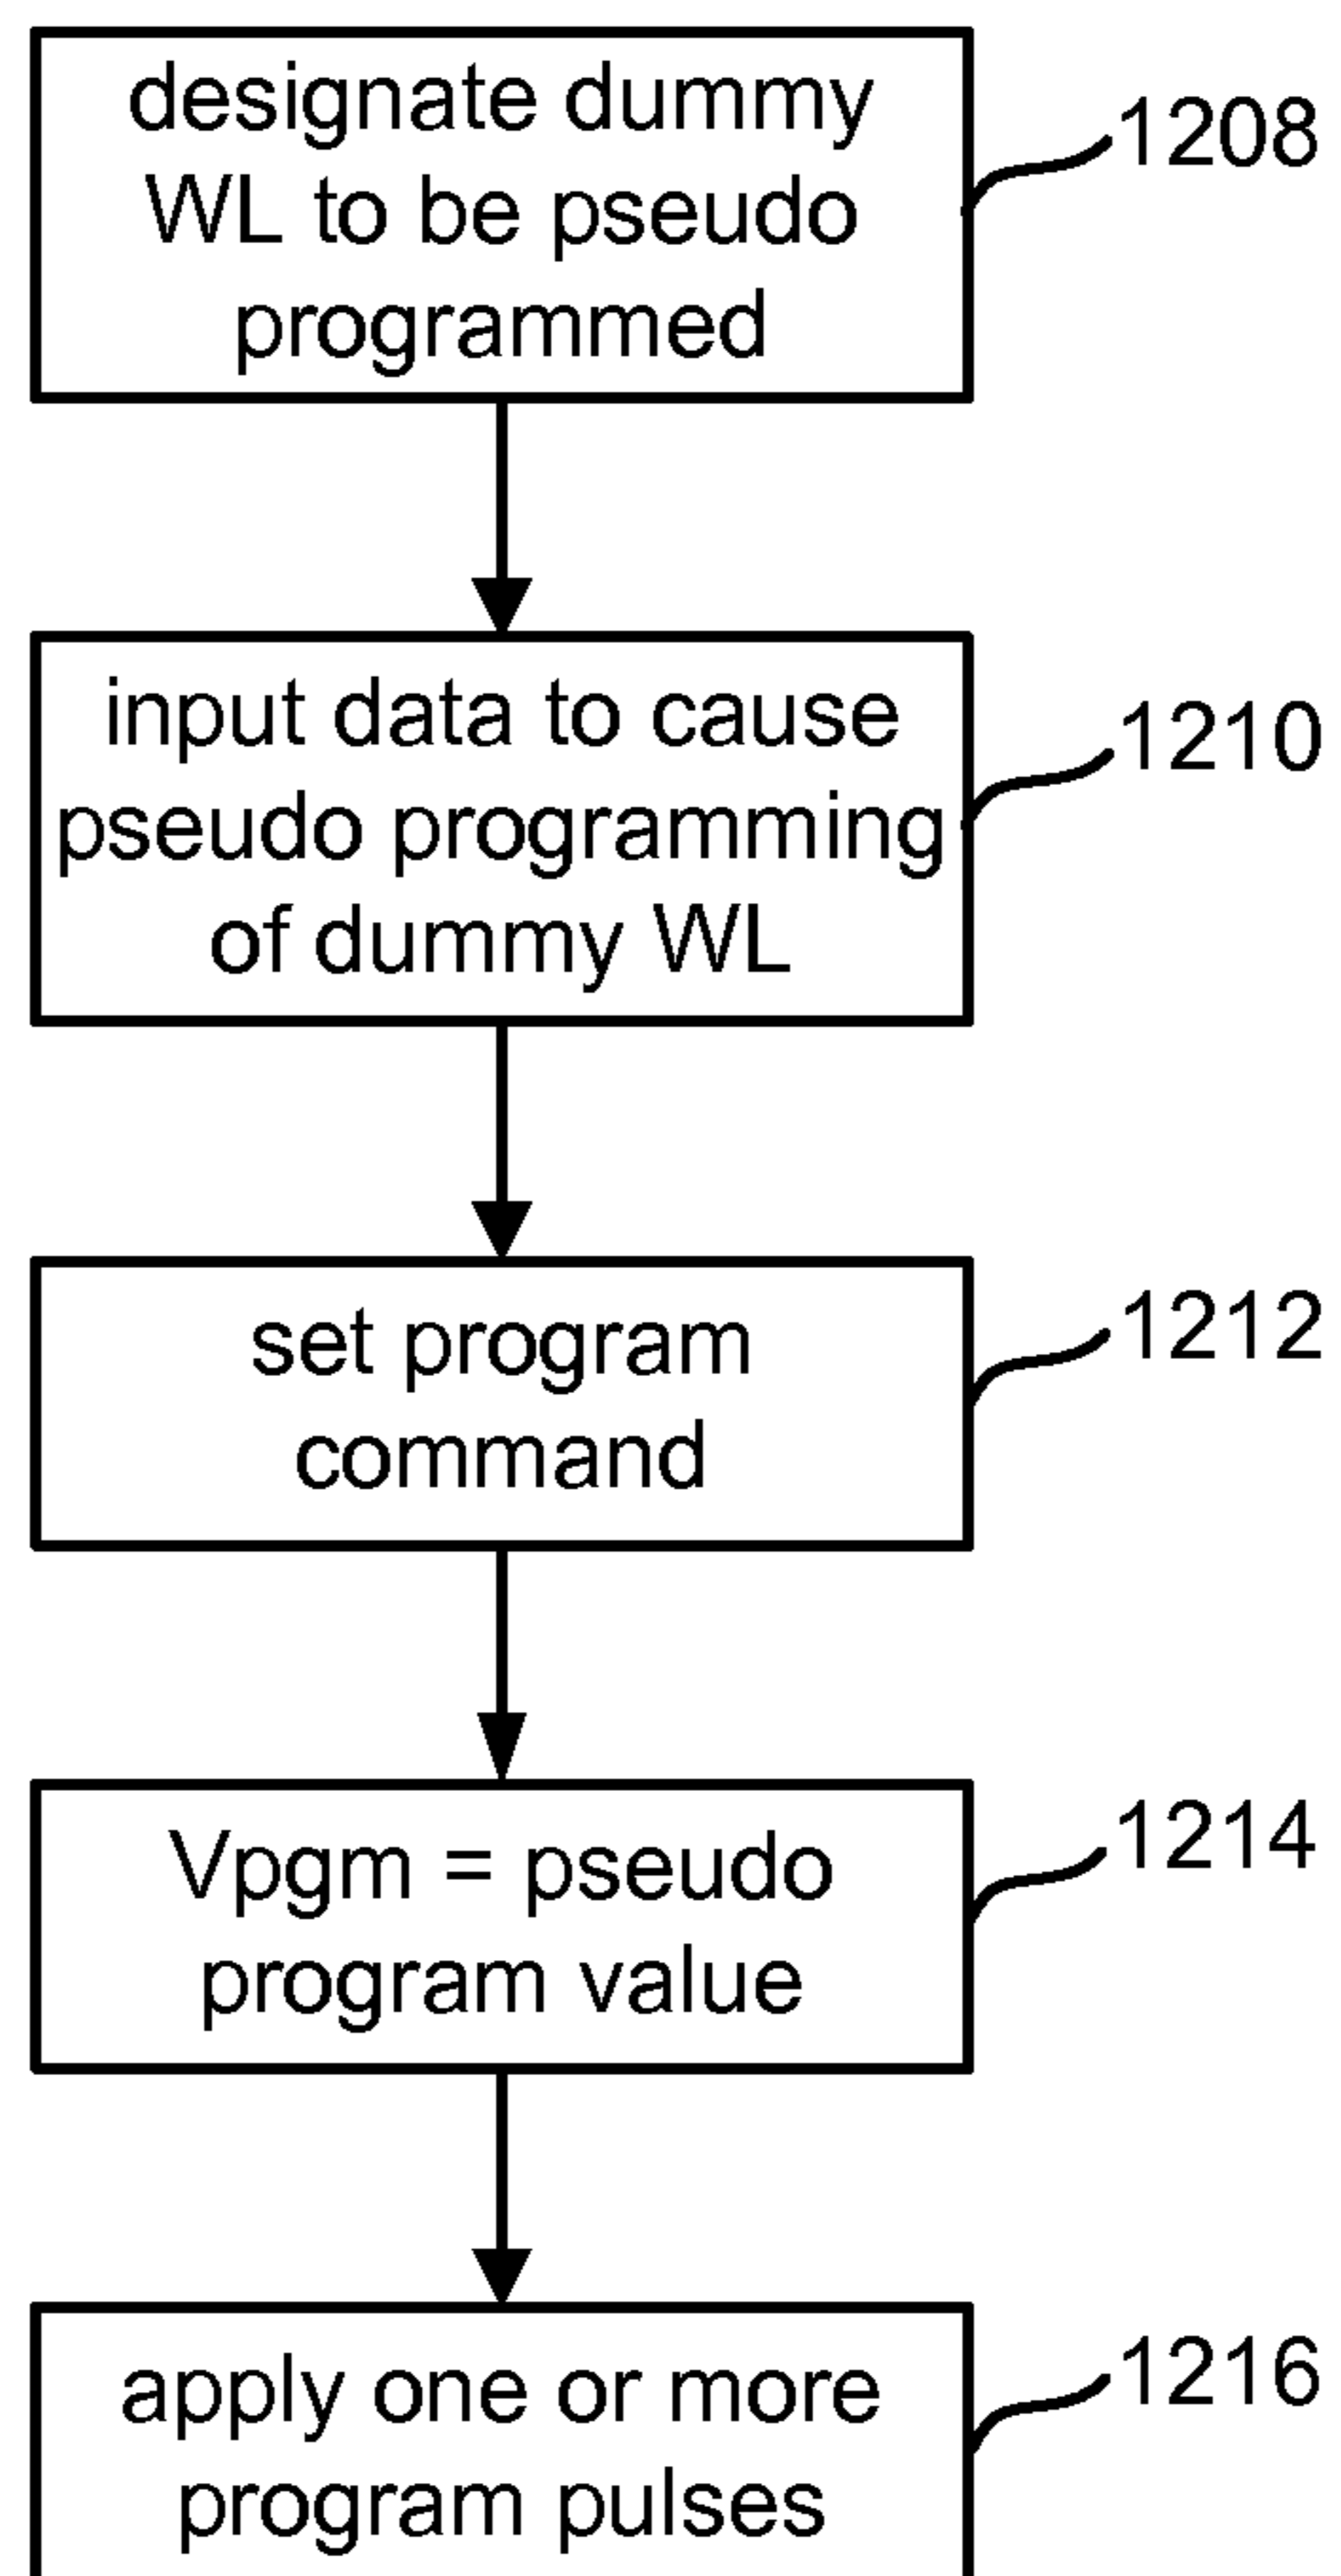 designate dummy
WL to be pseudo
programmed
1208
input data to cause
pseudo programming
of dummy WL
1210
set program
command
1212
Vpgm = pseudo
program value
1214
apply one or more
program pulses
1216